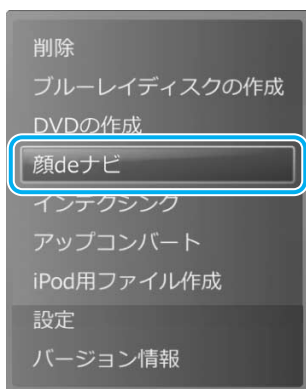 削除
ブルーレイディスクの作成
DVDの作成
顔deナビ
インデクシング
アップコンバート
iPod用ファイル作成
設定
バージョン情報